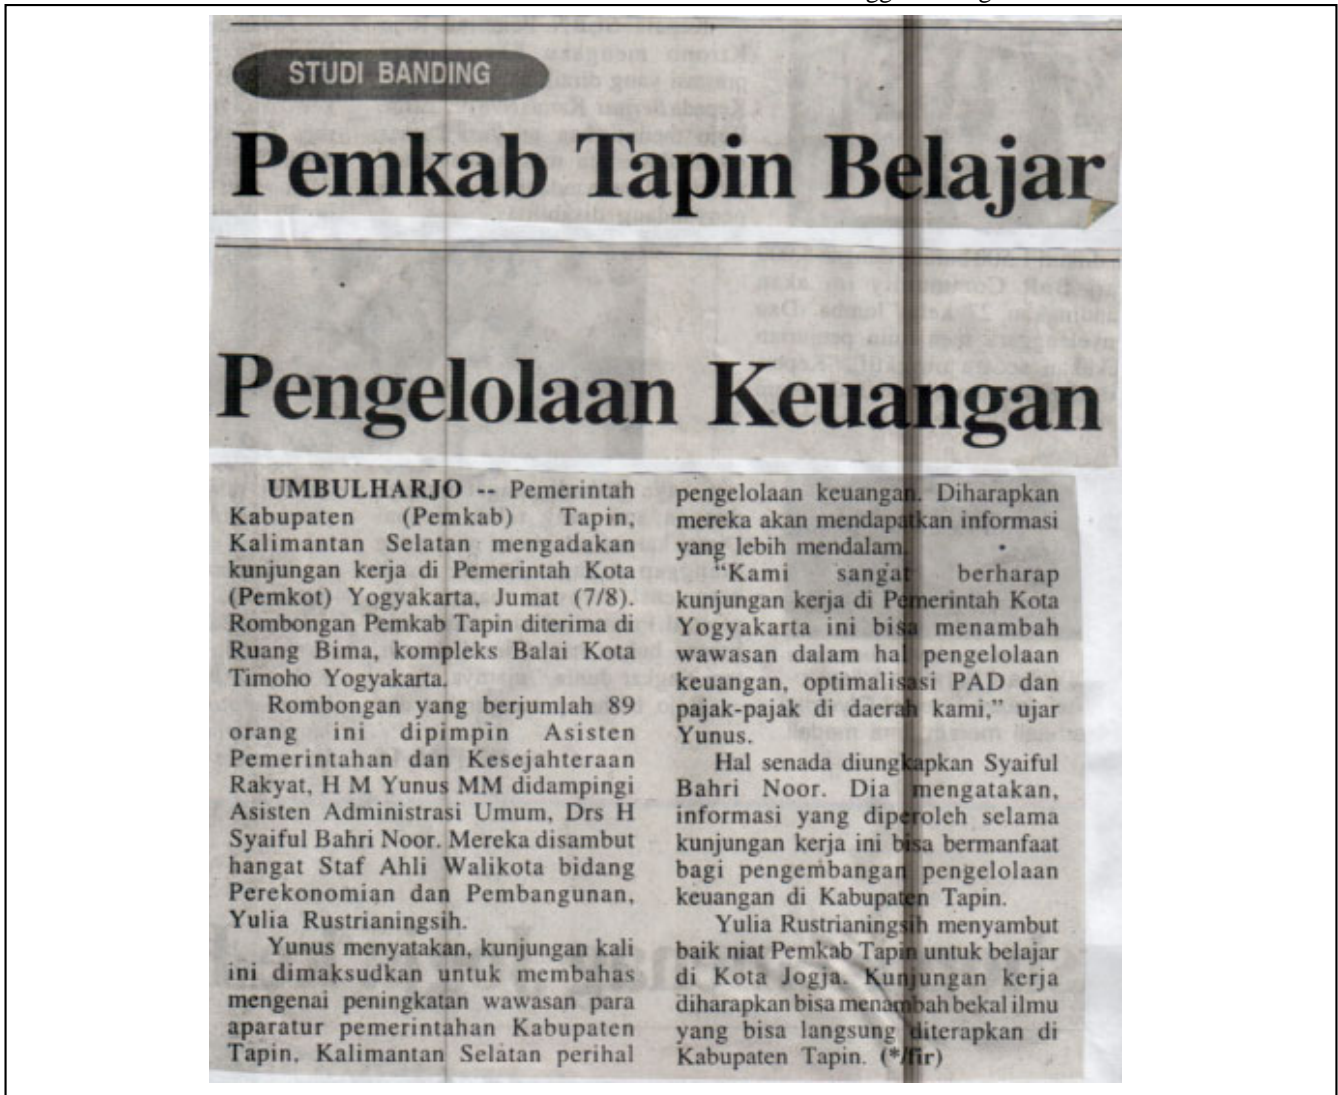 STUDI BANDING
Pemkab Tapin Belajar
Pengelolaan Keuangan
UMBULHARJO -- Pemerintah
Kabupaten (Pemkab) Tapin,
Kalimantan Selatan mengadakan
kunjungan kerja di Pemerintah Kota
(Pemkot) Yogyakarta, Jumat (7/8).
Rombongan Pemkab Tapin diterima di
Ruang Bima, kompleks Balai Kota
Timoho Yogyakarta.
Rombongan yang berjumlah 89
orang ini dipimpin Asisten
Pemerintahan dan Kesejahteraan
Rakyat, H M Yunus MM didampingi
Asisten Administrasi Umum, Drs H
Syaiful Bahri Noor. Mereka disambut
hangat Staf Ahli Walikota bidang
Perekonomian dan Pembangunan,
Yulia Rustrianingsih.
Yunus menyatakan, kunjungan kali
ini dimaksudkan untuk membahas
mengenai peningkatan wawasan para
aparatur pemerintahan Kabupaten
Tapin, Kalimantan Selatan perihal
pengelolaan keuangan. Diharapkan
mereka akan mendapatkan informasi
yang lebih mendalam.
“Kami sangat berharap
kunjungan kerja di Pemerintah Kota
Yogyakarta ini bisa menambah
wawasan dalam hal pengelolaan
keuangan, optimalisasi PAD dan
pajak-pajak di daerah kami,” ujar
Yunus.
Hal senada diungkapkan Syaiful
Bahri Noor. Dia mengatakan,
informasi yang diperoleh selama
kunjungan kerja ini bisa bermanfaat
bagi pengembangan pengelolaan
keuangan di Kabupaten Tapin.
Yulia Rustrianingsih menyambut
baik niat Pemkab Tapin untuk belajar
di Kota Jogja. Kunjungan kerja
diharapkan bisa menambah bekal ilmu
yang bisa langsung diterapkan di
Kabupaten Tapin. (*/fir)